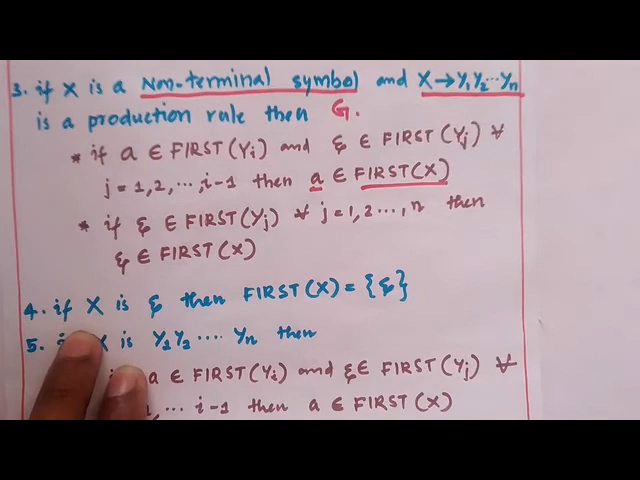 3. if X is a Non-terminal symbol and X→Y₁Y₂...Yₙ
is a production rule then G.
* if a ∈ FIRST(Yᵢ) and ξ ∈ FIRST(Yⱼ) ∀
j = 1,2,...,i-1 then a ∈ FIRST(X)
* if ξ ∈ FIRST(Yⱼ) ∀ j=1,2...,n then
ξ ∈ FIRST(X)
4. if X is ξ then FIRST(X) = {ξ}
5. X is Y₁Y₂.... Yₙ then
a ∈ FIRST(Yᵢ) and ξ∈ FIRST(Yⱼ) ∀
... i-1 then a ∈ FIRST(X)